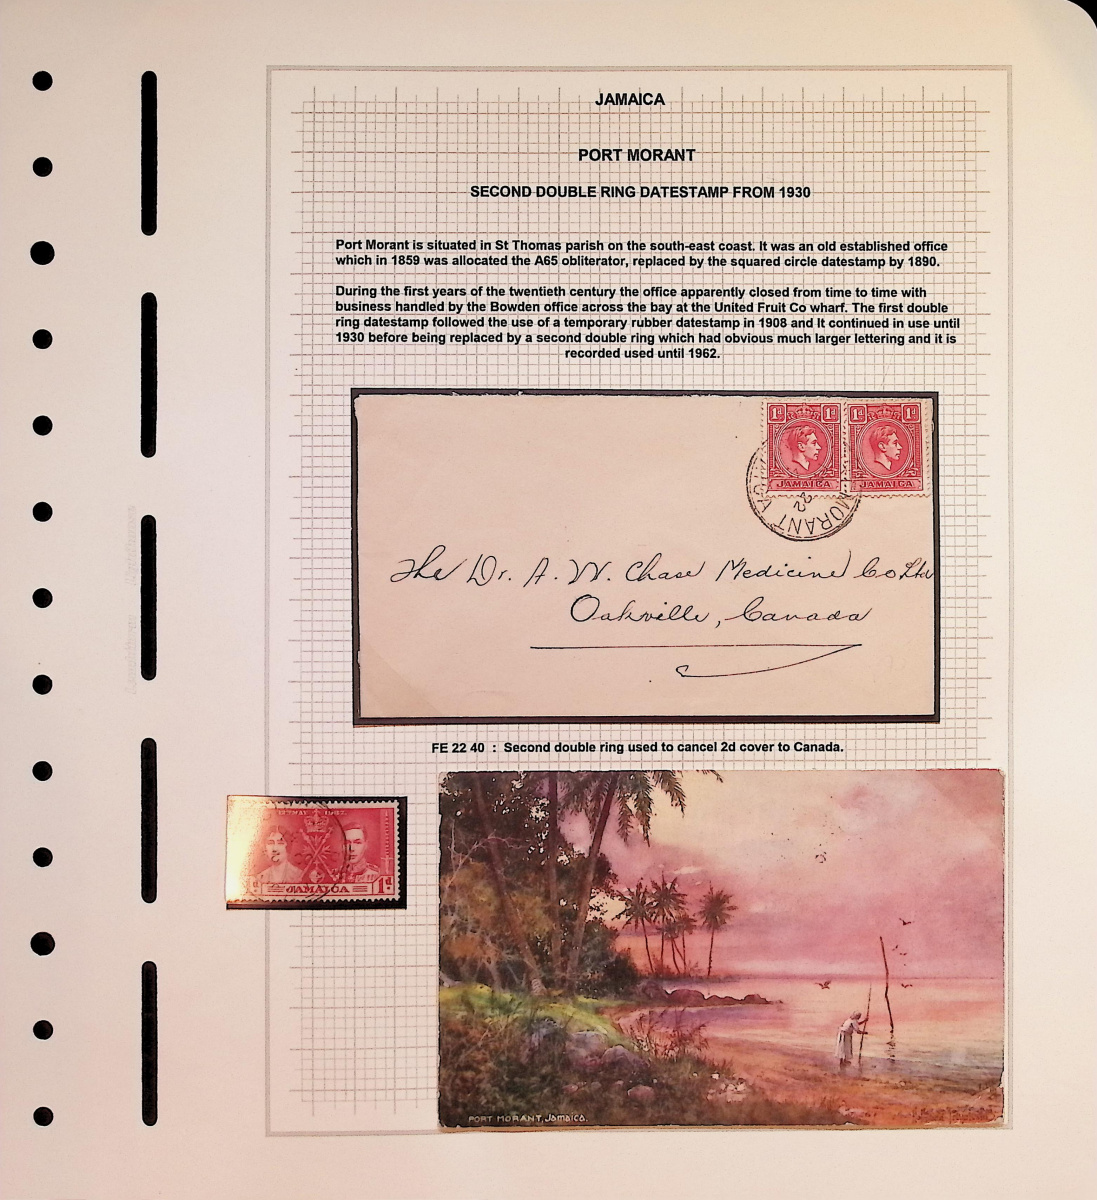 JAMAICA
PORT MORANT
SECOND DOUBLE RING DATESTAMP FROM 1930
Port Morant is situated in St Thomas parish on the south-east coast. It was an old established office
which in 1859 was allocated the A65 obliterator, replaced by the squared circle datestamp by 1890.
During the first years of the twentieth century the office apparently closed from time to time with
business handled by the Bowden office across the bay at the United Fruit Co wharf. The first double
ring datestamp followed the use of a temporary rubber datestamp in 1908 and It continued in use until
1930 before being replaced by a second double ring which had obvious much larger lettering and it is
recorded used until 1962.
1d 1d 1d 1d
JAMAICA JAMAICA
MORANT
22
The Dr. A. W. Chase Medicine Co Ltd
Oakville, Canada
FE 22 40 : Second double ring used to cancel 2d cover to Canada.
JAMAICA 1d
PORT MORANT, Jamaica.